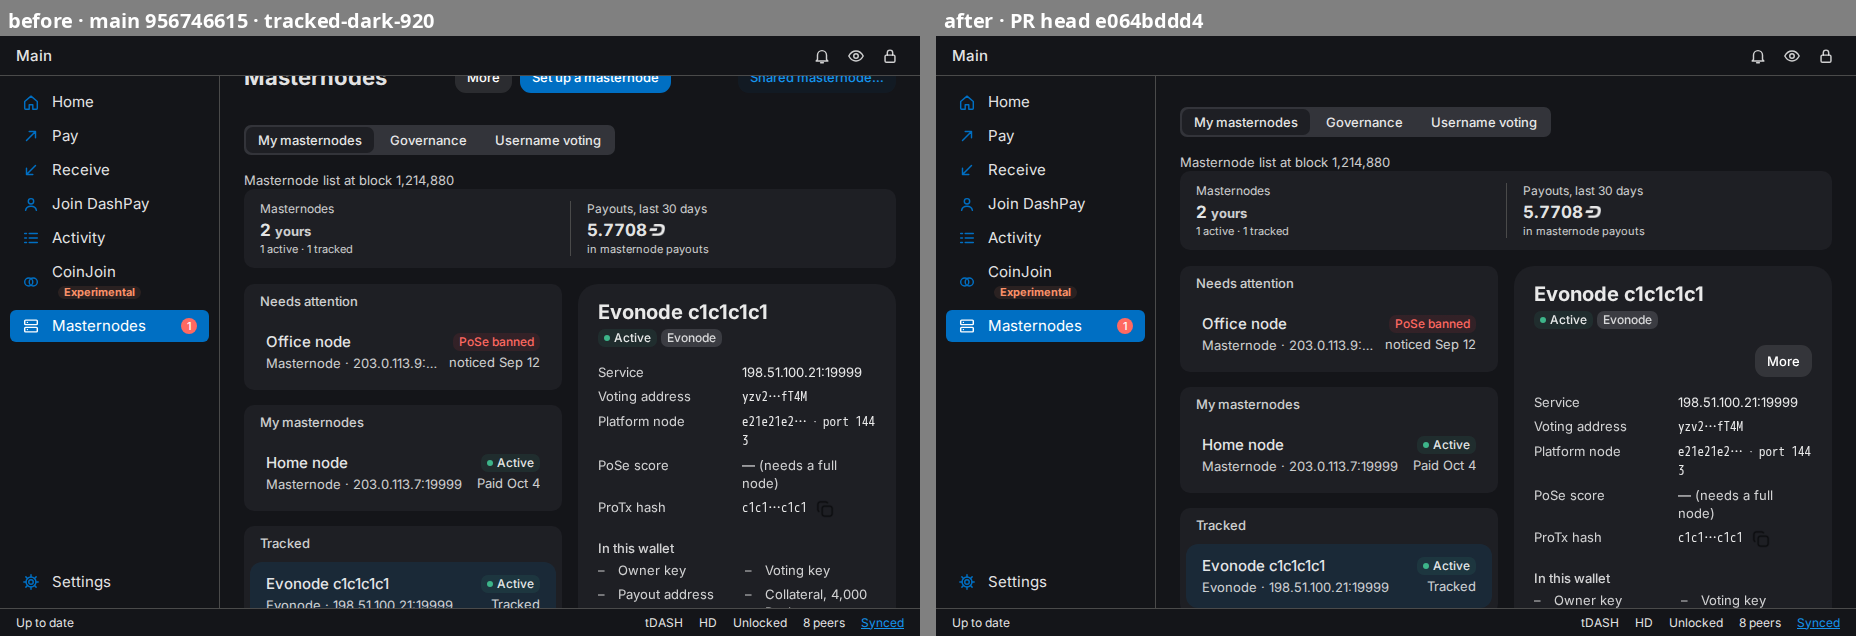 before · main 956746615 · tracked-dark-920
Main
Masternodes
More
Set up a masternode
Shared masternode...
Home
Pay
Receive
Join DashPay
Activity
CoinJoin
Experimental
Masternodes
1
Settings
My masternodes
Governance
Username voting
Masternode list at block 1,214,880
Masternodes
2 yours
1 active · 1 tracked
Payouts, last 30 days
5.7708
in masternode payouts
Needs attention
Office node
PoSe banned
Masternode · 203.0.113.9:...
noticed Sep 12
My masternodes
Home node
Active
Masternode · 203.0.113.7:19999
Paid Oct 4
Tracked
Evonode c1c1c1c1
Active
Evonode · 198.51.100.21:19999
Tracked
Evonode c1c1c1c1
Active
Evonode
Service
198.51.100.21:19999
Voting address
yzv2···fT4M
Platform node
e21e21e2··· · port 144
3
PoSe score
— (needs a full
node)
ProTx hash
c1c1···c1c1
In this wallet
– Owner key
– Voting key
– Payout address
– Collateral, 4,000
Up to date
tDASH
HD
Unlocked
8 peers
Synced
after · PR head e064bddd4
Main
Home
Pay
Receive
Join DashPay
Activity
CoinJoin
Experimental
Masternodes
1
Settings
My masternodes
Governance
Username voting
Masternode list at block 1,214,880
Masternodes
2 yours
1 active · 1 tracked
Payouts, last 30 days
5.7708
in masternode payouts
Needs attention
Office node
PoSe banned
Masternode · 203.0.113.9:...
noticed Sep 12
My masternodes
Home node
Active
Masternode · 203.0.113.7:19999
Paid Oct 4
Tracked
Evonode c1c1c1c1
Active
Evonode · 198.51.100.21:19999
Tracked
Evonode c1c1c1c1
Active
Evonode
More
Service
198.51.100.21:19999
Voting address
yzv2···fT4M
Platform node
e21e21e2··· · port 144
3
PoSe score
— (needs a full
node)
ProTx hash
c1c1···c1c1
In this wallet
– Owner key
– Voting key
Up to date
tDASH
HD
Unlocked
8 peers
Synced